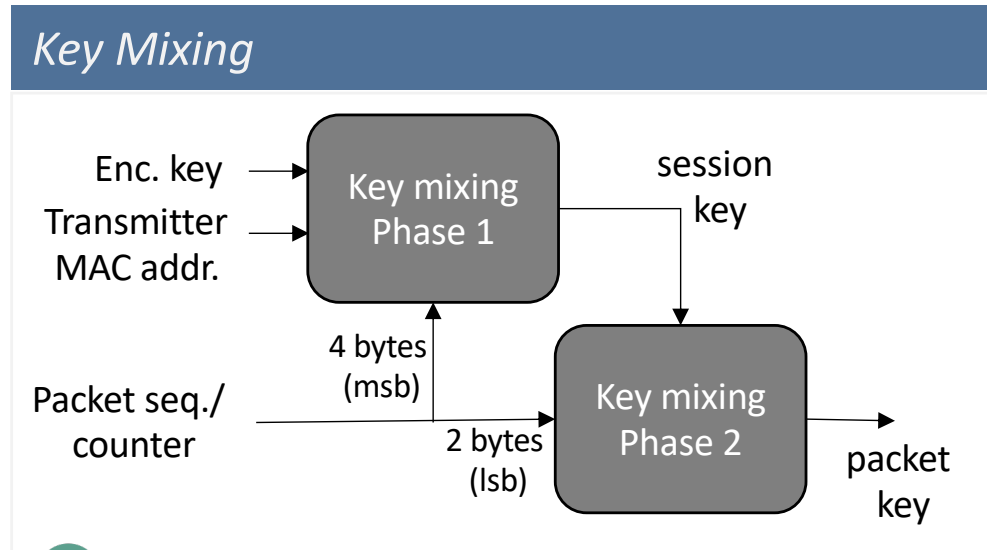 Key Mixing
Enc. key
Transmitter
MAC addr.
Key mixing
Phase 1
session
key
4 bytes
(msb)
Packet seq./
counter
2 bytes
(lsb)
Key mixing
Phase 2
packet
key